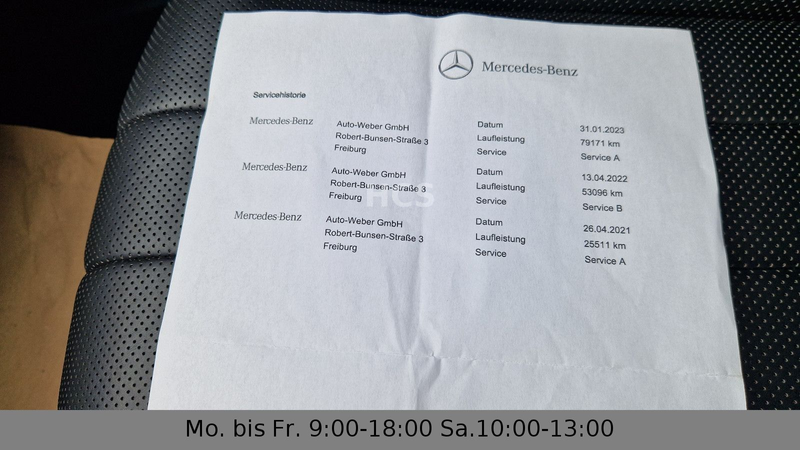 Mercedes-Benz
Servicehistorie
Mercedes-Benz
Auto-Weber GmbH
Robert-Bunsen-Straße 3
Freiburg
Datum 31.01.2023
Laufleistung 79171 km
Service Service A
Mercedes-Benz
Auto-Weber GmbH
Robert-Bunsen-Straße 3
Freiburg
Datum 13.04.2022
Laufleistung 53096 km
Service Service B
HCS
Mercedes-Benz
Auto-Weber GmbH
Robert-Bunsen-Straße 3
Freiburg
Datum 26.04.2021
Laufleistung 25511 km
Service Service A
Mo. bis Fr. 9:00-18:00 Sa.10:00-13:00